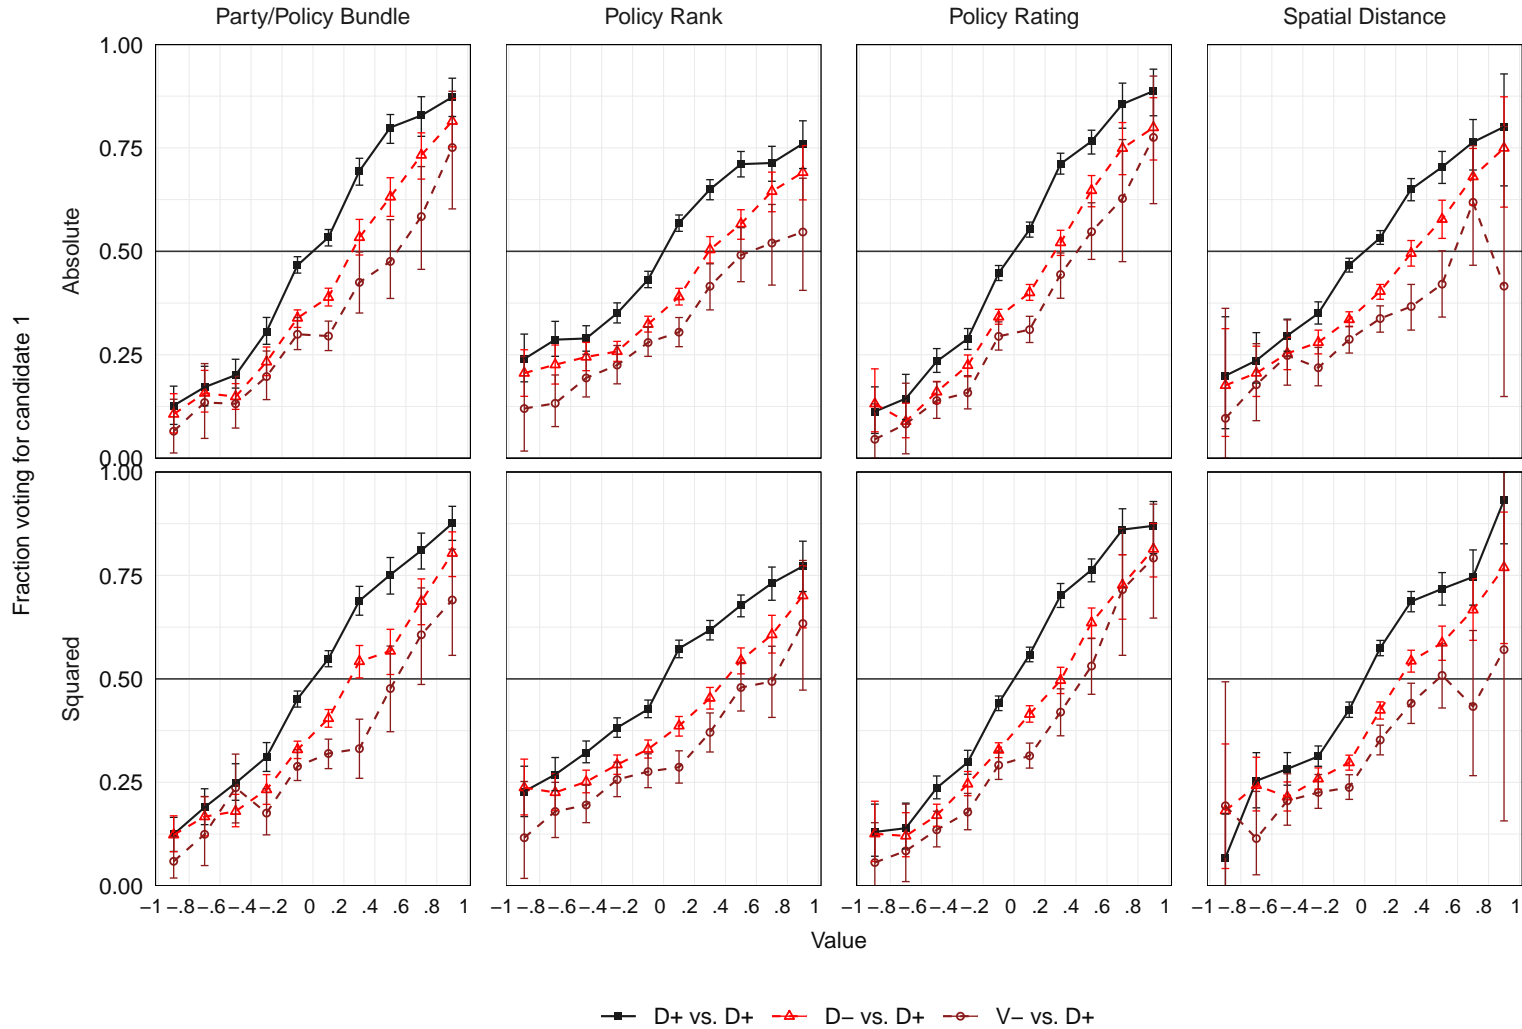 Party/Policy Bundle Policy Rank Policy Rating Spatial Distance
1.00
0.75
0.50
0.25
0.00
Absolute
Fraction voting for candidate 1
1.00
0.75
0.50
0.25
0.00
Squared
−1 −.8 −.6 −.4 −.2 0 .2 .4 .6 .8 1 −.8 −.6 −.4 −.2 0 .2 .4 .6 .8 −1 −.8 −.6 −.4 −.2 0 .2 .4 .6 .8 −1 −.8 −.6 −.4 −.2 0 .2 .4 .6 .8 1
Value
D+ vs. D+ D− vs. D+ V− vs. D+